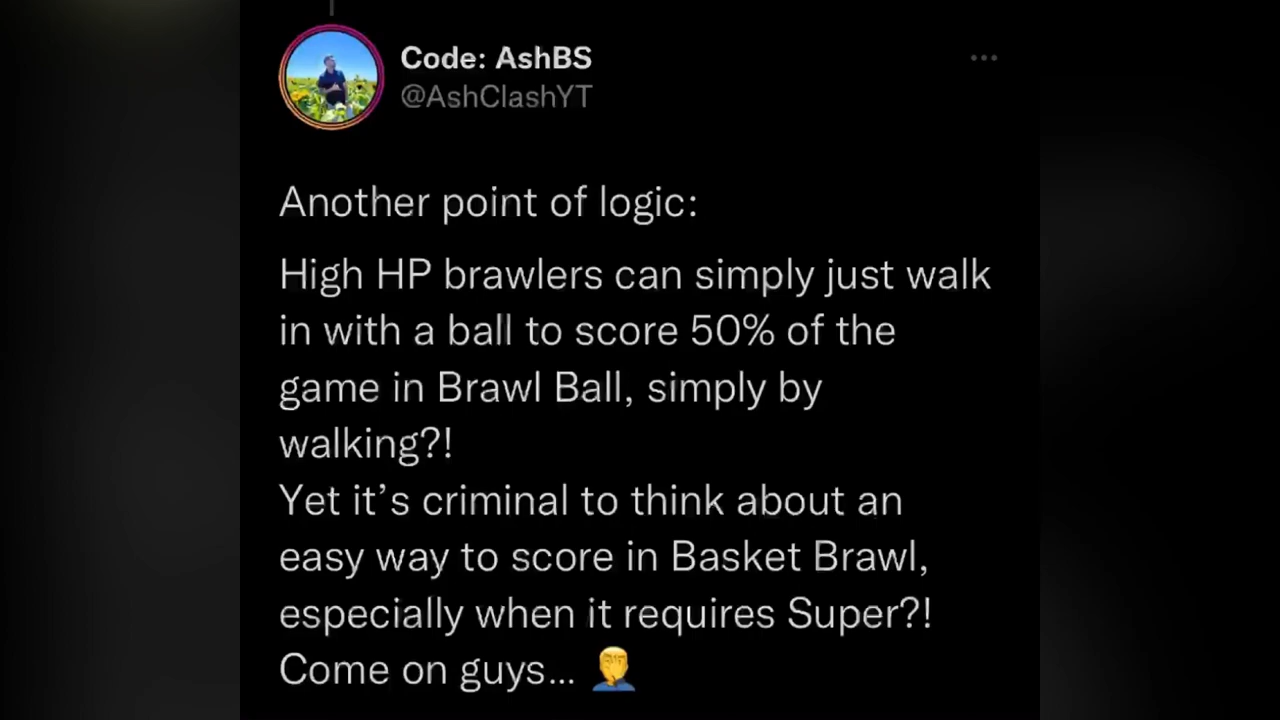 Code: AshBS
@AshClashYT
Another point of logic:
High HP brawlers can simply just walk
in with a ball to score 50% of the
game in Brawl Ball, simply by
walking?!
Yet it’s criminal to think about an
easy way to score in Basket Brawl,
especially when it requires Super?!
Come on guys... 🤦